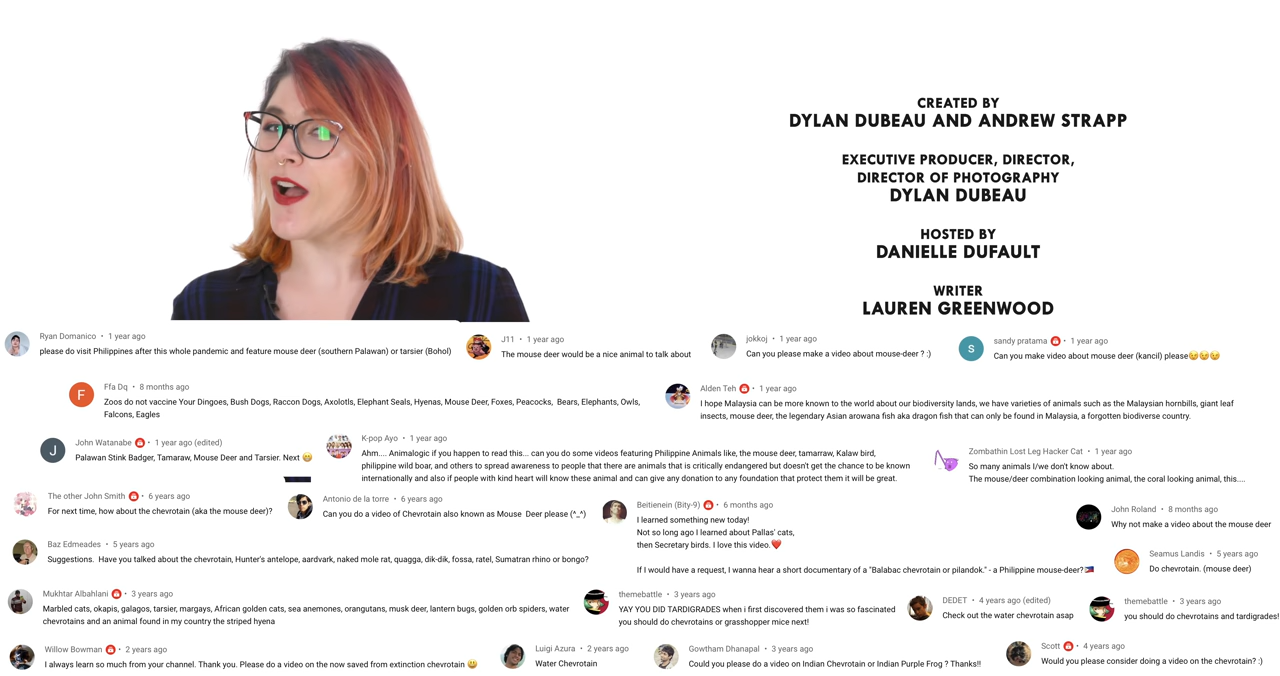 CREATED BY
DYLAN DUBEAU AND ANDREW STRAPP
EXECUTIVE PRODUCER, DIRECTOR,
DIRECTOR OF PHOTOGRAPHY
DYLAN DUBEAU
HOSTED BY
DANIELLE DUFAULT
WRITER
LAUREN GREENWOOD
Ryan Domanico • 1 year ago
please do visit Philippines after this whole pandemic and feature mouse deer (southern Palawan) or tarsier (Bohol)
J11 • 1 year ago
The mouse deer would be a nice animal to talk about
jokkoj • 1 year ago
Can you please make a video about mouse-deer ? :)
S
sandy pratama • 1 year ago
Can you make video about mouse deer (kancil) please😉😉😉
F
Ffa Dq • 8 months ago
Zoos do not vaccine Your Dingoes, Bush Dogs, Raccon Dogs, Axolotls, Elephant Seals, Hyenas, Mouse Deer, Foxes, Peacocks, Bears, Elephants, Owls,
Falcons, Eagles
Alden Teh • 1 year ago
I hope Malaysia can be more known to the world about our biodiversity lands, we have varieties of animals such as the Malaysian hornbills, giant leaf
insects, mouse deer, the legendary Asian arowana fish aka dragon fish that can only be found in Malaysia, a forgotten biodiverse country.
J
John Watanabe • 1 year ago (edited)
Palawan Stink Badger, Tamaraw, Mouse Deer and Tarsier. Next 😀
K-pop Ayo • 1 year ago
Ahm.... Animalogic if you happen to read this... can you do some videos featuring Philippine Animals like, the mouse deer, tamarraw, Kalaw bird,
philippine wild boar, and others to spread awareness to people that there are animals that is critically endangered but doesn't get the chance to be known
internationally and also if people with kind heart will know these animal and can give any donation to any foundation that protect them it will be great.
Zombathin Lost Leg Hacker Cat • 1 year ago
So many animals I/we don't know about.
The mouse/deer combination looking animal, the coral looking animal, this....
The other John Smith • 6 years ago
For next time, how about the chevrotain (aka the mouse deer)?
Antonio de la torre • 6 years ago
Can you do a video of Chevrotain also known as Mouse Deer please (^_^)
Beitienein (Bity-9) • 6 months ago
I learned something new today!
Not so long ago I learned about Pallas' cats,
then Secretary birds. I love this video.❤️
If I would have a request, I wanna hear a short documentary of a "Balabac chevrotain or pilandok." - a Philippine mouse-deer?🇵🇭
John Roland • 8 months ago
Why not make a video about the mouse deer
Baz Edmeades • 5 years ago
Suggestions. Have you talked about the chevrotain, Hunter's antelope, aardvark, naked mole rat, quagga, dik-dik, fossa, ratel, Sumatran rhino or bongo?
Seamus Landis • 5 years ago
Do chevrotain. (mouse deer)
Mukhtar Albahlani • 3 years ago
Marbled cats, okapis, galagos, tarsier, margays, African golden cats, sea anemones, orangutans, musk deer, lantern bugs, golden orb spiders, water
chevrotains and an animal found in my country the striped hyena
themebattle • 3 years ago
YAY YOU DID TARDIGRADES when i first discovered them i was so fascinated
you should do chevrotains or grasshopper mice next!
DEDET • 4 years ago (edited)
Check out the water chevrotain asap
themebattle • 3 years ago
you should do chevrotains and tardigrades!
Willow Bowman • 2 years ago
I always learn so much from your channel. Thank you. Please do a video on the now saved from extinction chevrotain 😃
Luigi Azura • 2 years ago
Water Chevrotain
Gowtham Dhanapal • 3 years ago
Could you please do a video on Indian Chevrotain or Indian Purple Frog ? Thanks!!
Scott • 4 years ago
Would you please consider doing a video on the chevrotain? :)